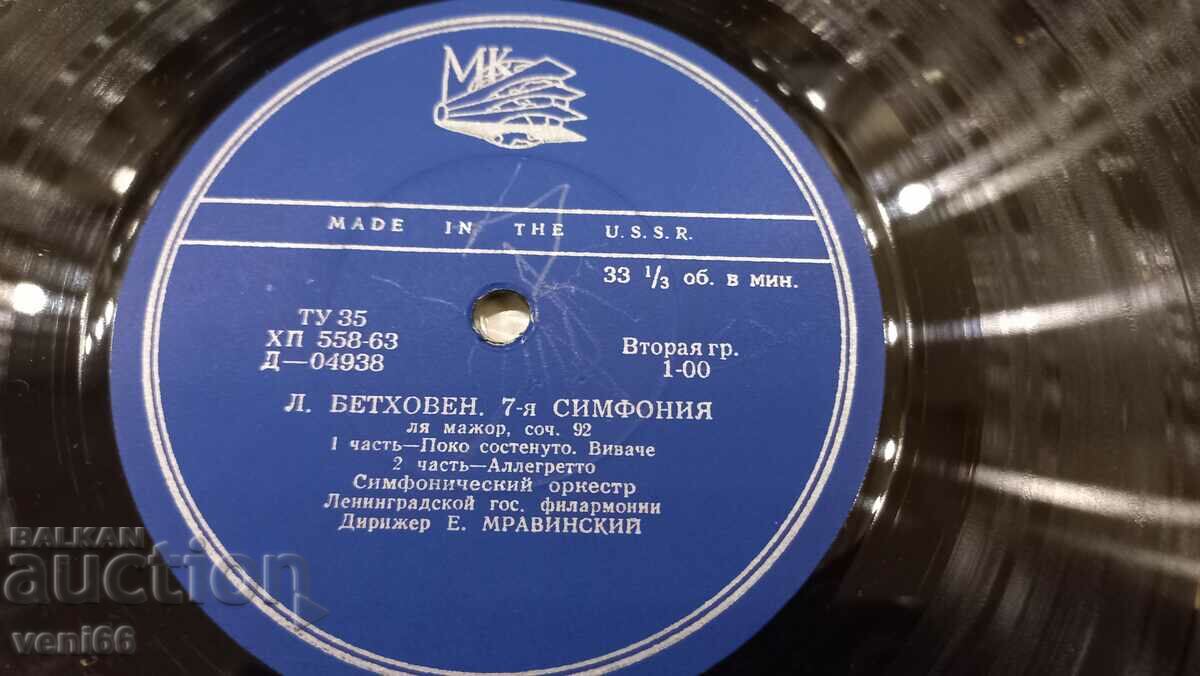 МК
MADE IN THE U.S.S.R.
33 1/3 об. в мин.
ТУ 35
ХП 558-63
Д—04938
Вторая гр.
1-00
Л. БЕТХОВЕН. 7-я СИМФОНИЯ
ля мажор, соч. 92
1 часть—Поко состенуто. Виваче
2 часть—Аллегретто
Симфонический оркестр
Ленинградской гос. филармонии
Дирижер Е. МРАВИНСКИЙ
BALKAN
auction
veni66